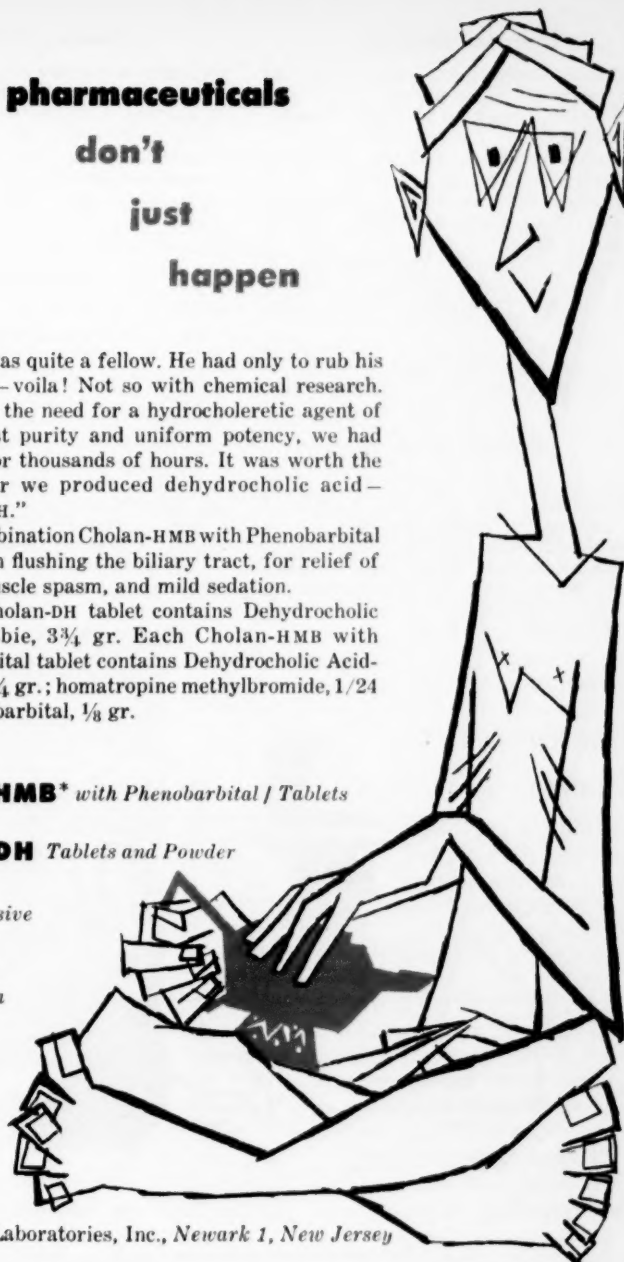 pharmaceuticals
don't
just
happen
as quite a fellow. He had only to rub his
–voila! Not so with chemical research.
the need for a hydrocholeretic agent of
st purity and uniform potency, we had
or thousands of hours. It was worth the
r we produced dehydrocholic acid–
H."
bination Cholan-HMB with Phenobarbital
n flushing the biliary tract, for relief of
scle spasm, and mild sedation.
holan-DH tablet contains Dehydrocholic
bie, 3¾ gr. Each Cholan-HMB with
ital tablet contains Dehydrocholic Acid-
¼ gr.; homatropine methylbromide, 1/24
barbital, ⅛ gr.
HMB* with Phenobarbital / Tablets
DH Tablets and Powder
sive
Laboratories, Inc., Newark 1, New Jersey